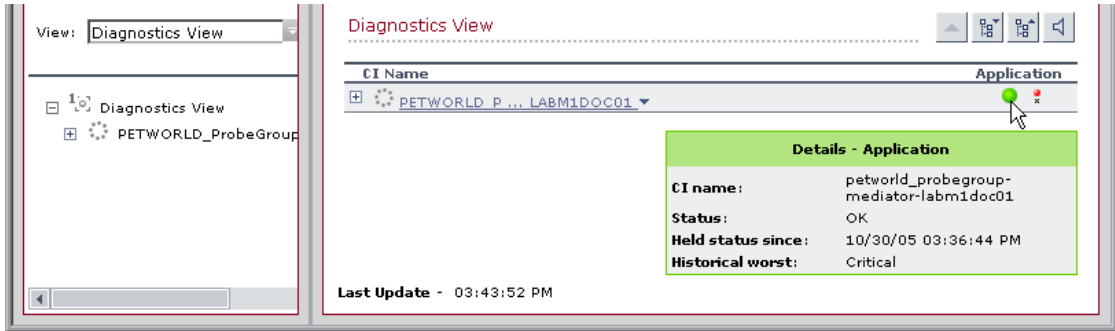 View: Diagnostics View
1 Diagnostics View
PETWORLD_ProbeGroup
Diagnostics View
CI Name Application
PETWORLD_P ... LABM1DOC01
Details - Application
CI name: petworld_probegroup-
mediator-labm1doc01
Status: OK
Held status since: 10/30/05 03:36:44 PM
Historical worst: Critical
Last Update - 03:43:52 PM